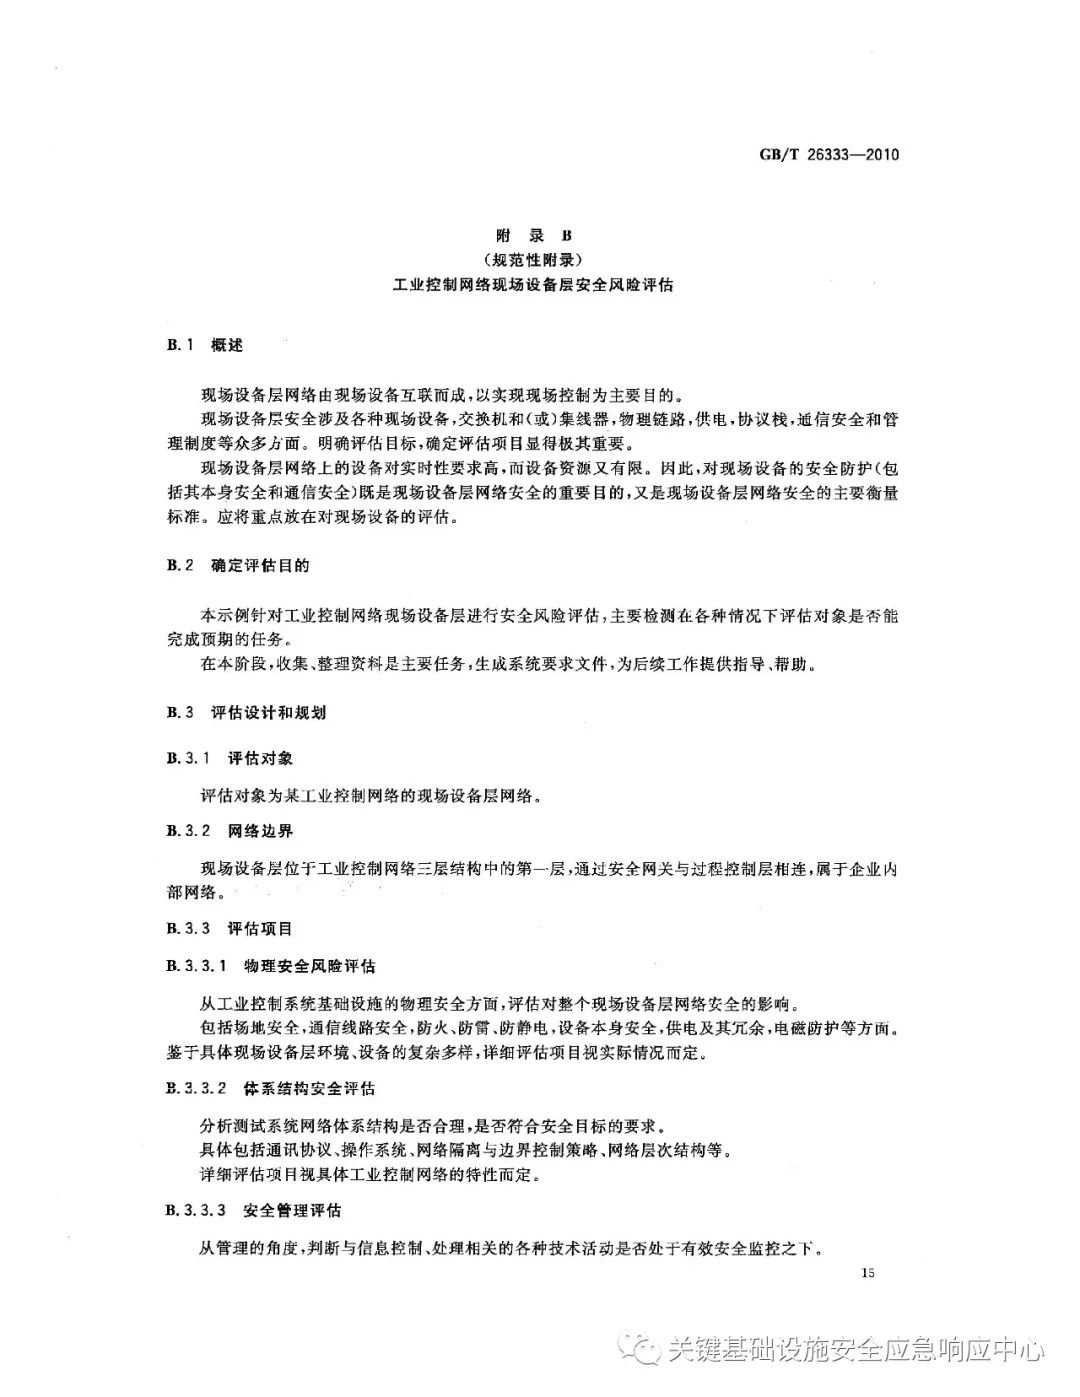 GB/T 26333—2010
附 录 B
（规范性附录）
工业控制网络现场设备层安全风险评估
B.1 概述
现场设备层网络由现场设备互联而成，以实现现场控制为主要目的。
现场设备层安全涉及各种现场设备，交换机和(或)集线器，物理链路，供电，协议栈，通信安全和管
理制度等众多方面。明确评估目标，确定评估项目显得极其重要。
现场设备层网络上的设备对实时性要求高，而设备资源又有限。因此，对现场设备的安全防护(包
括其本身安全和通信安全)既是现场设备层网络安全的重要目的，又是现场设备层网络安全的主要衡量
标准。应将重点放在对现场设备的评估。
B.2 确定评估目的
本示例针对工业控制网络现场设备层进行安全风险评估，主要检测在各种情况下评估对象是否能
完成预期的任务。
在本阶段，收集、整理资料是主要任务，生成系统要求文件，为后续工作提供指导、帮助。
B.3 评估设计和规划
B.3.1 评估对象
评估对象为某工业控制网络的现场设备层网络。
B.3.2 网络边界
现场设备层位于工业控制网络三层结构中的第一层，通过安全网关与过程控制层相连，属于企业内
部网络。
B.3.3 评估项目
B.3.3.1 物理安全风险评估
从工业控制系统基础设施的物理安全方面，评估对整个现场设备层网络安全的影响。
包括场地安全，通信线路安全，防火、防雷、防静电，设备本身安全，供电及其冗余，电磁防护等方面。
鉴于具体现场设备层环境、设备的复杂多样，详细评估项目视实际情况而定。
B.3.3.2 体系结构安全评估
分析测试系统网络体系结构是否合理，是否符合安全目标的要求。
具体包括通讯协议、操作系统、网络隔离与边界控制策略、网络层次结构等。
详细评估项目视具体工业控制网络的特性而定。
B.3.3.3 安全管理评估
从管理的角度，判断与信息控制、处理相关的各种技术活动是否处于有效安全监控之下。
15
关键基础设施安全应急响应中心